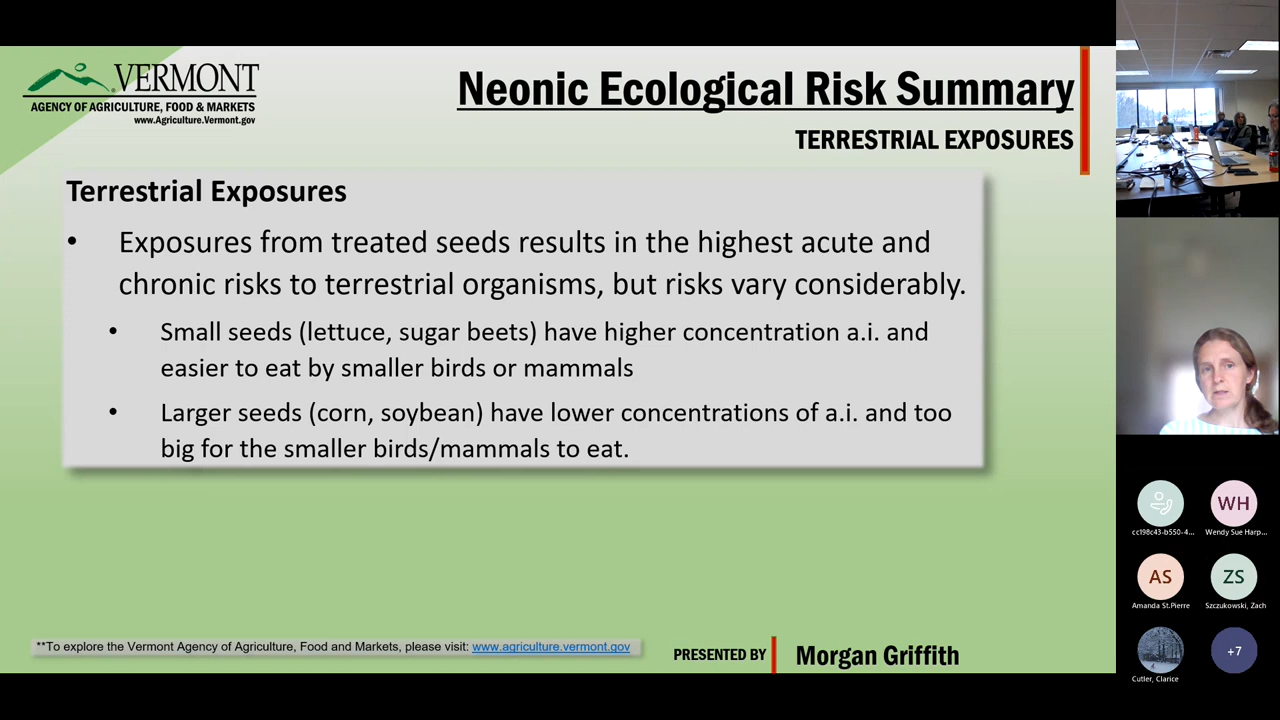 VERMONT
AGENCY OF AGRICULTURE, FOOD & MARKETS
www.Agriculture.Vermont.gov
Neonic Ecological Risk Summary
TERRESTRIAL EXPOSURES
Terrestrial Exposures
• Exposures from treated seeds results in the highest acute and
chronic risks to terrestrial organisms, but risks vary considerably.
• Small seeds (lettuce, sugar beets) have higher concentration a.i. and
easier to eat by smaller birds or mammals
• Larger seeds (corn, soybean) have lower concentrations of a.i. and too
big for the smaller birds/mammals to eat.
**To explore the Vermont Agency of Agriculture, Food and Markets, please visit: www.agriculture.vermont.gov
PRESENTED BY
Morgan Griffith
WH
cc198c43-b550-4...
Wendy Sue Harp...
AS
ZS
Amanda St.Pierre
Szczukowski, Zach
+7
Cutler, Clarice